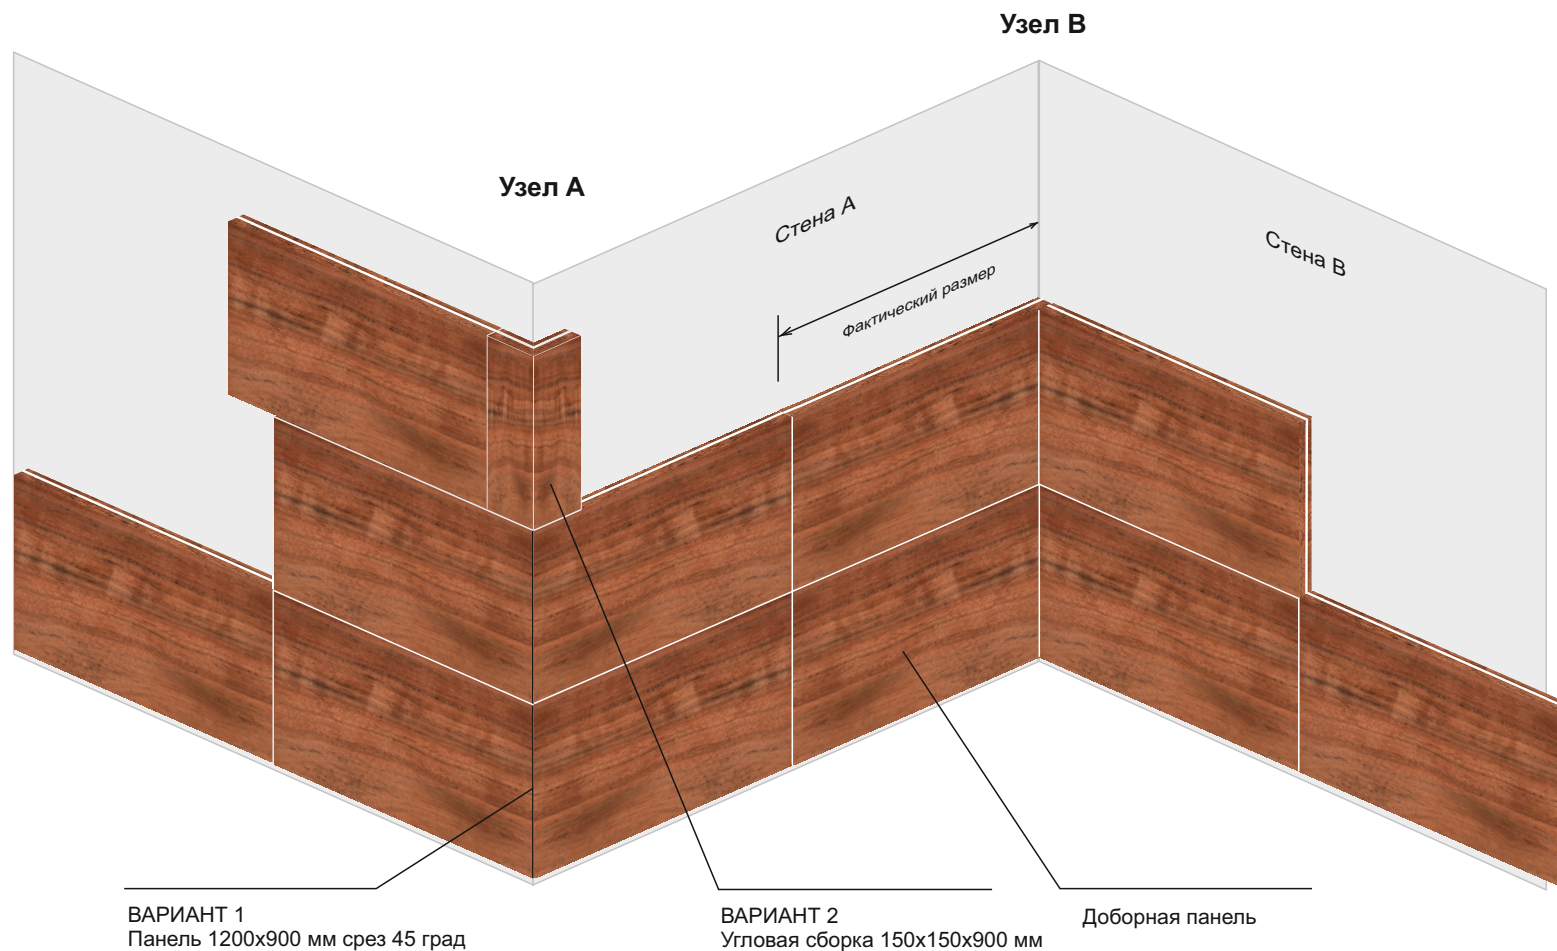 Узел В
Узел А
Стена А
Стена В
Фактический размер
ВАРИАНТ 1
Панель 1200х900 мм срез 45 град
ВАРИАНТ 2
Угловая сборка 150х150х900 мм
Доборная панель